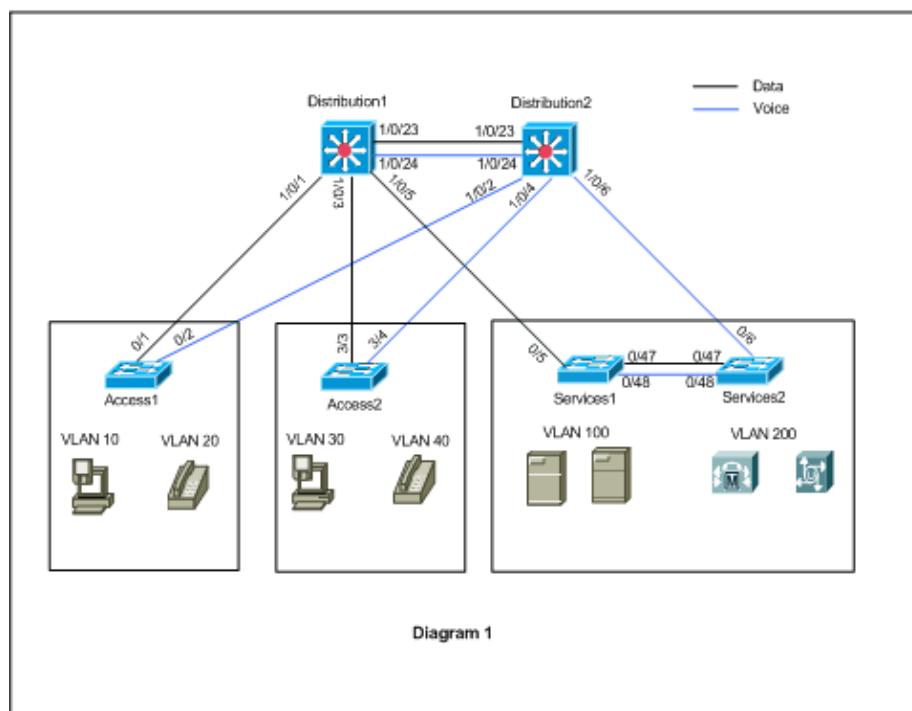 Distribution1
Distribution2
Data
Voice
1/0/23
1/0/23
1/0/24
1/0/24
1/0/1
1/0/3
1/0/5
1/0/2
1/0/4
1/0/6
0/1
0/2
3/3
3/4
0/5
0/6
0/47
0/47
0/48
0/48
Access1
Access2
Services1
Services2
VLAN 10
VLAN 20
VLAN 30
VLAN 40
VLAN 100
VLAN 200
M
U
Diagram 1